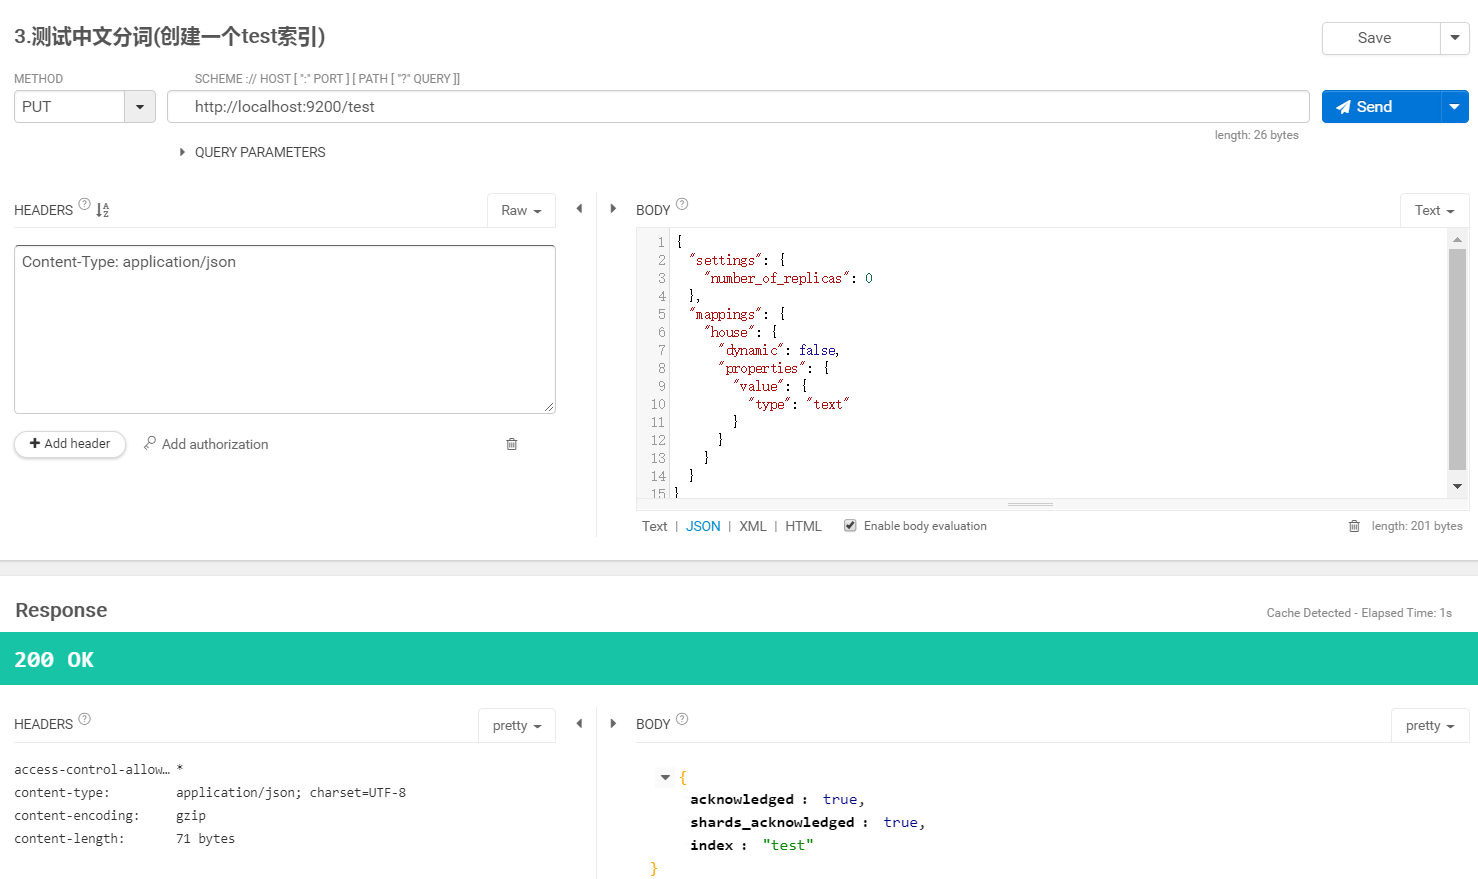 3.测试中文分词(创建一个test索引)
Save
METHOD
SCHEME :// HOST [ ":" PORT ] [ PATH [ "?" QUERY ]]
PUT
http://localhost:9200/test
Send
length: 26 bytes
QUERY PARAMETERS
HEADERS ?
Raw
BODY ?
Text
Content-Type: application/json
Add header
Add authorization
1 {
2 "settings": {
3 "number_of_replicas": 0
4 },
5 "mappings": {
6 "house": {
7 "dynamic": false,
8 "properties": {
9 "value": {
10 "type": "text"
11 }
12 }
13 }
14 }
15 }
Text | JSON | XML | HTML
Enable body evaluation
length: 201 bytes
Response
Cache Detected - Elapsed Time: 1s
200 OK
HEADERS ?
pretty
BODY ?
pretty
access-control-allow… *
content-type: application/json; charset=UTF-8
content-encoding: gzip
content-length: 71 bytes
{
acknowledged : true,
shards_acknowledged : true,
index : "test"
}